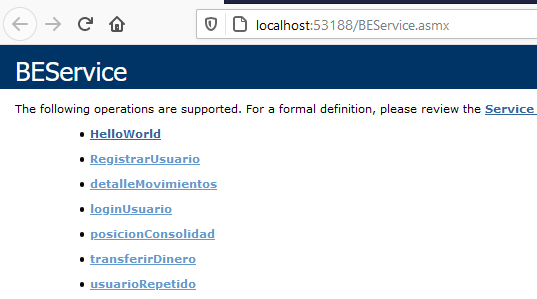 localhost:53188/BEService.asmx
BEService
The following operations are supported. For a formal definition, please review the Service
HelloWorld
RegistrarUsuario
detalleMovimientos
loginUsuario
posicionConsolidad
transferirDinero
usuarioRepetido